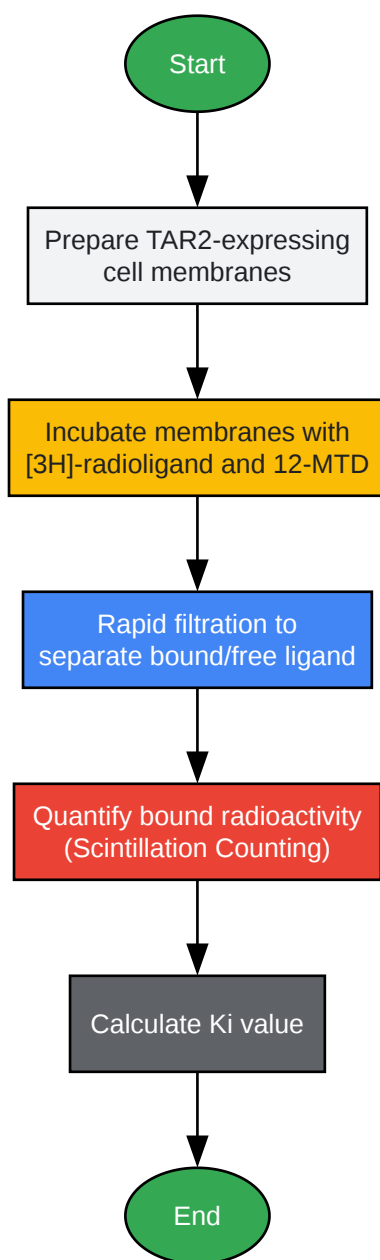 Start
Prepare TAR2-expressing
cell membranes
Incubate membranes with
[3H]-radioligand and 12-MTD
Rapid filtration to
separate bound/free ligand
Quantify bound radioactivity
(Scintillation Counting)
Calculate Ki value
End